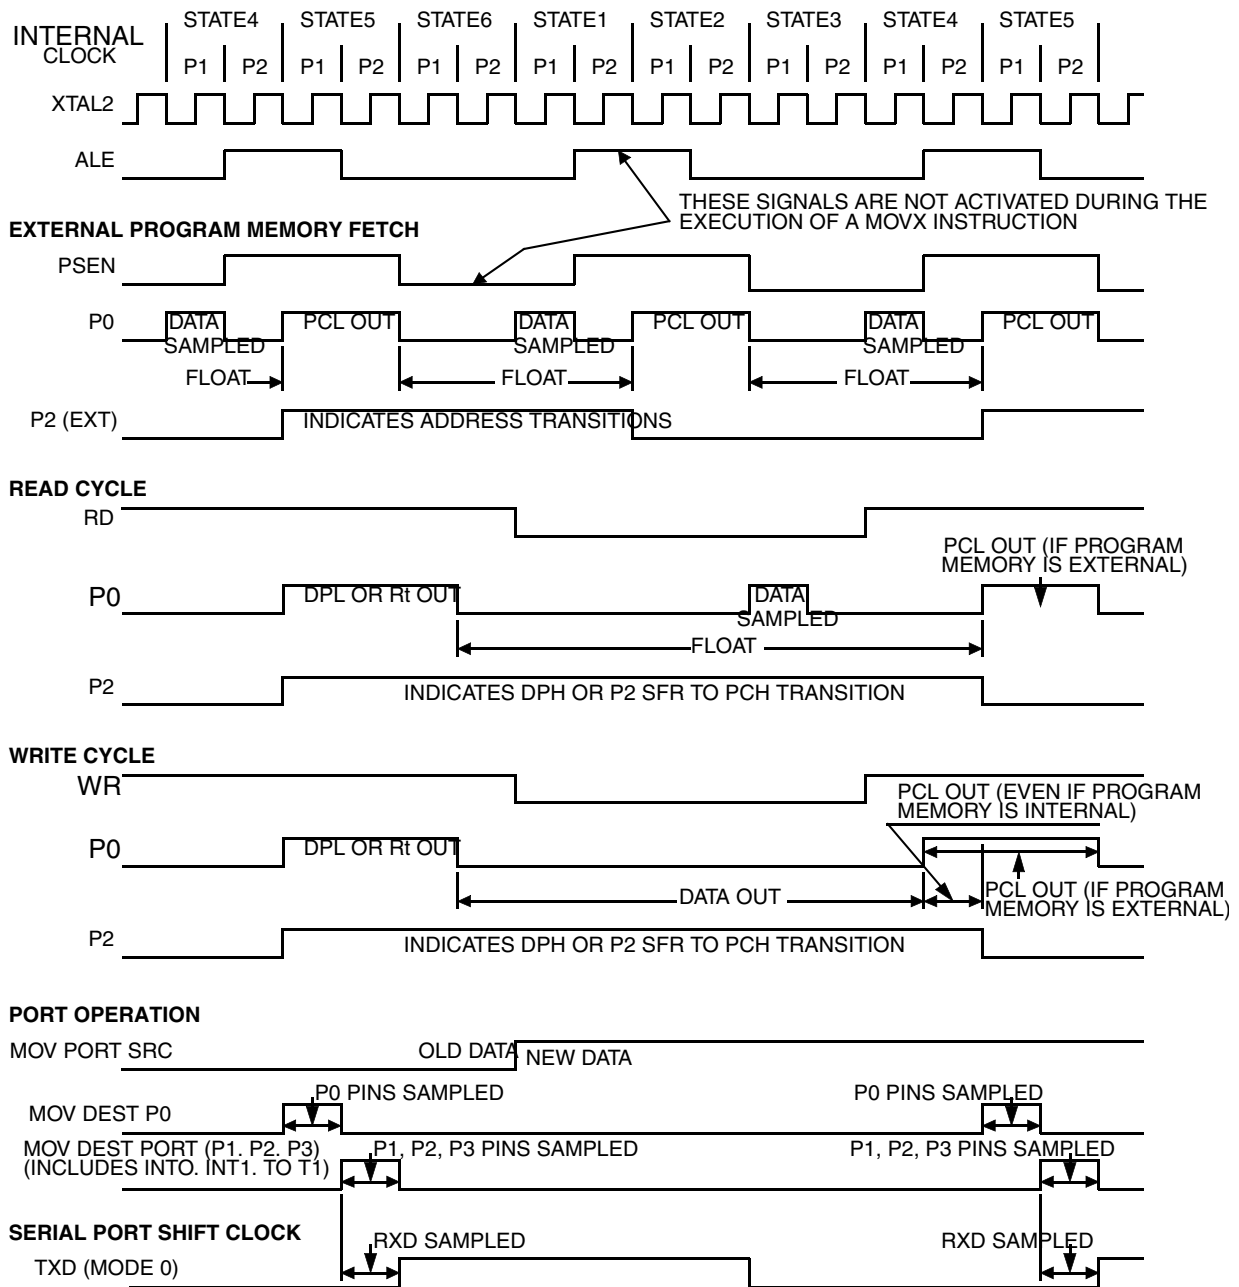 STATE4 STATE5 STATE6 STATE1 STATE2 STATE3 STATE4 STATE5
INTERNAL
CLOCK
P1 P2 P1 P2 P1 P2 P1 P2 P1 P2 P1 P2 P1 P2 P1 P2
XTAL2
ALE
THESE SIGNALS ARE NOT ACTIVATED DURING THE
EXECUTION OF A MOVX INSTRUCTION
EXTERNAL PROGRAM MEMORY FETCH
PSEN
P0 DATA PCL OUT DATA PCL OUT DATA PCL OUT
SAMPLED SAMPLED SAMPLED
FLOAT FLOAT FLOAT
P2 (EXT) INDICATES ADDRESS TRANSITIONS
READ CYCLE
RD
PCL OUT (IF PROGRAM
MEMORY IS EXTERNAL)
P0 DPL OR Rt OUT DATA
SAMPLED
FLOAT
P2 INDICATES DPH OR P2 SFR TO PCH TRANSITION
WRITE CYCLE
WR
PCL OUT (EVEN IF PROGRAM
MEMORY IS INTERNAL)
P0 DPL OR Rt OUT
DATA OUT PCL OUT (IF PROGRAM
MEMORY IS EXTERNAL)
P2 INDICATES DPH OR P2 SFR TO PCH TRANSITION
PORT OPERATION
MOV PORT SRC OLD DATA NEW DATA
P0 PINS SAMPLED P0 PINS SAMPLED
MOV DEST P0
MOV DEST PORT (P1. P2. P3) P1, P2, P3 PINS SAMPLED P1, P2, P3 PINS SAMPLED
(INCLUDES INTO. INT1. TO T1)
SERIAL PORT SHIFT CLOCK
RXD SAMPLED RXD SAMPLED
TXD (MODE 0)